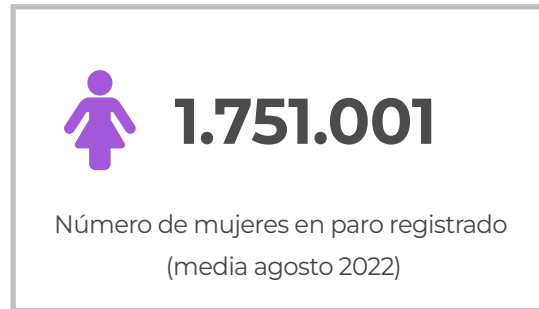 1.751.001
Número de mujeres en paro registrado
(media agosto 2022)